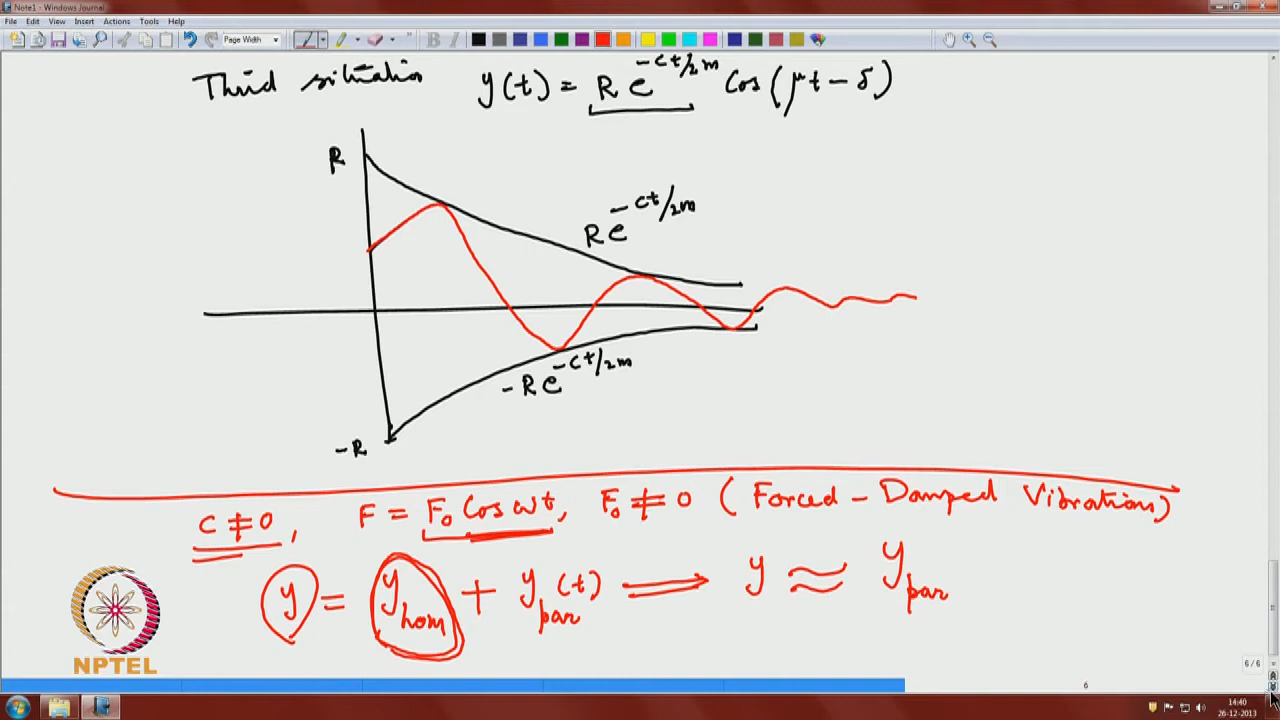 Note1 - Windows Journal
File Edit View Insert Actions Tools Help
Page Width
Third situation y(t) = R e^{-ct/2m} Cos(μt - δ)
R
R e^{-ct/2m}
-R e^{-ct/2m}
-R
C ≠ 0, F = F₀ Cos ωt, F₀ ≠ 0 (Forced - Damped Vibrations)
y = y_hom + y_par(t) ⟹ y ≈ y_par
NPTEL
6/6
6
14:40
26-12-2013